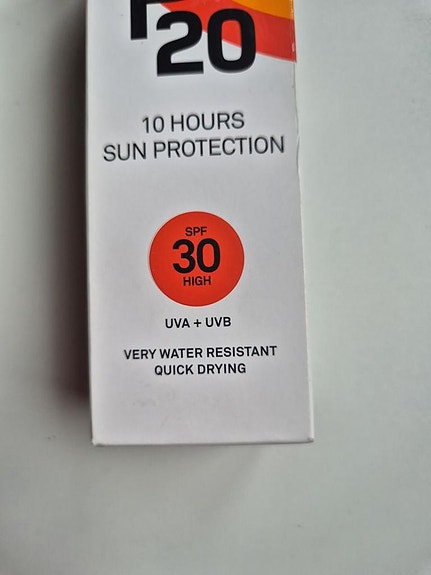 P
20
10 HOURS
SUN PROTECTION
SPF
30
HIGH
UVA + UVB
VERY WATER RESISTANT
QUICK DRYING